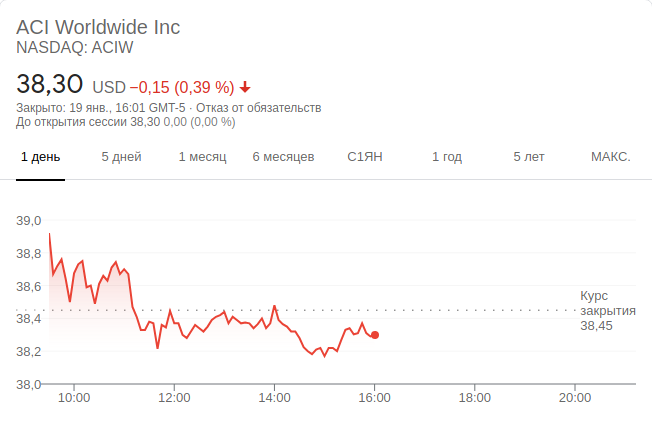 ACI Worldwide Inc
NASDAQ: ACIW
38,30 USD −0,15 (0,39 %)
Закрыто: 19 янв., 16:01 GMT-5 · Отказ от обязательств
До открытия сессии 38,30 0,00 (0,00 %)
1 день 5 дней 1 месяц 6 месяцев С1ЯН 1 год 5 лет МАКС.
39,0
38,8
38,6
Курс
закрытия
38,45
38,4
38,2
38,0
10:00 12:00 14:00 16:00 18:00 20:00